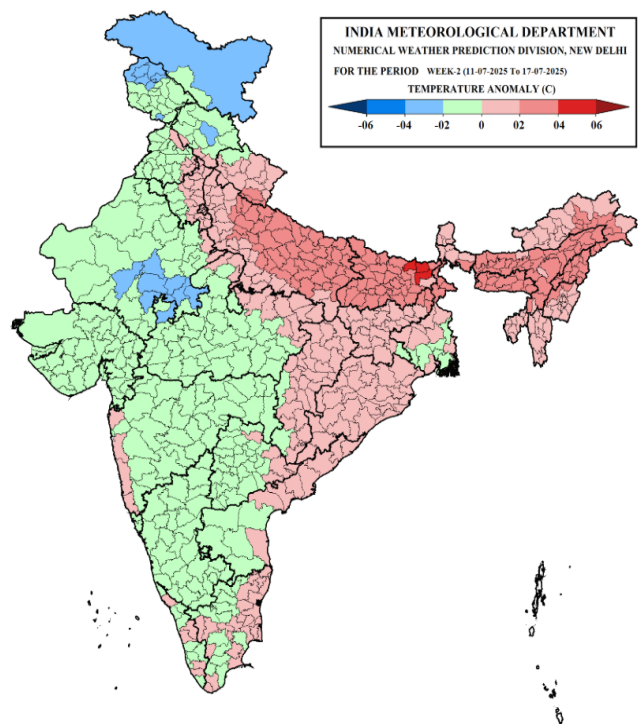 INDIA METEOROLOGICAL DEPARTMENT
NUMERICAL WEATHER PREDICTION DIVISION, NEW DELHI
FOR THE PERIOD WEEK-2 (11-07-2025 To 17-07-2025)
TEMPERATURE ANOMALY (C)
-06 -04 -02 0 02 04 06